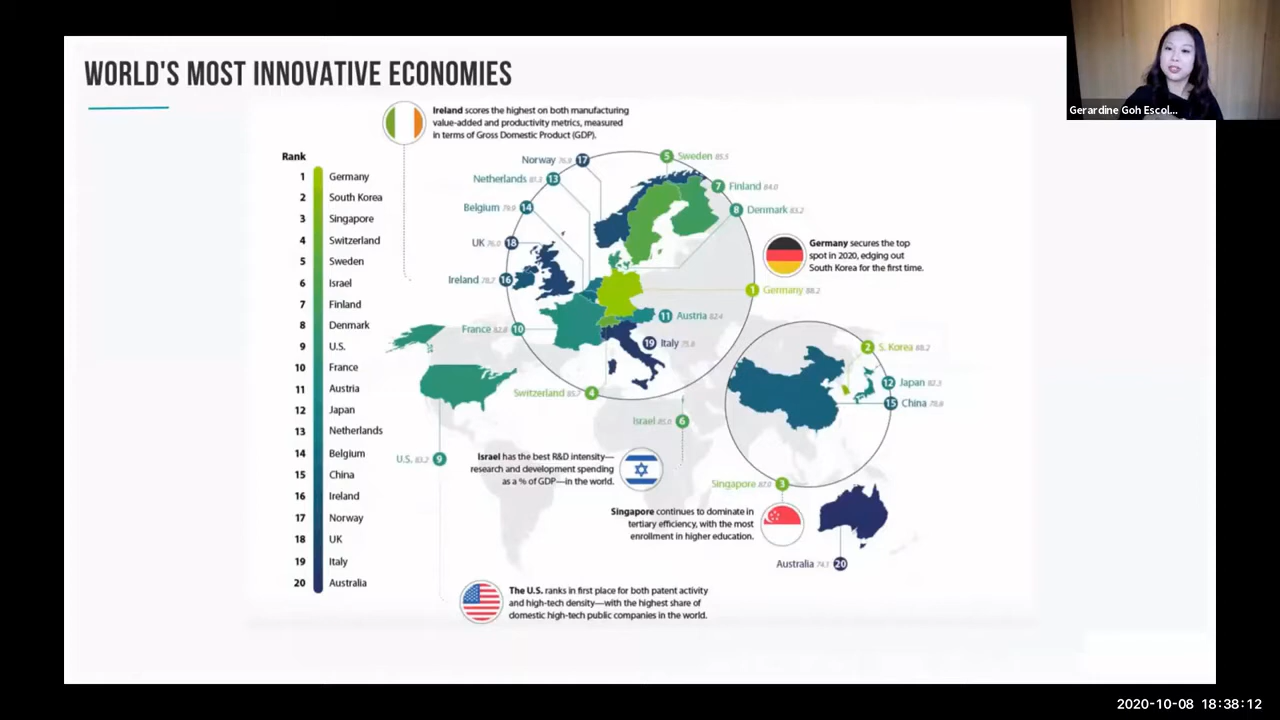 WORLD'S MOST INNOVATIVE ECONOMIES
Gerardine Goh Escol...
Ireland scores the highest on both manufacturing
value-added and productivity metrics, measured
in terms of Gross Domestic Product (GDP).
Rank
1 Germany
2 South Korea
3 Singapore
4 Switzerland
5 Sweden
6 Israel
7 Finland
8 Denmark
9 U.S.
10 France
11 Austria
12 Japan
13 Netherlands
14 Belgium
15 China
16 Ireland
17 Norway
18 UK
19 Italy
20 Australia
Norway 76.8 17
5 Sweden 85.5
Netherlands 81.3 13
7 Finland 84.0
Belgium 79.9 14
8 Denmark 83.2
UK 76.0 18
Germany secures the top
spot in 2020, edging out
South Korea for the first time.
Ireland 78.7 16
1 Germany 88.2
11 Austria 82.4
France 82.8 10
19 Italy 75.8
2 S. Korea 88.2
12 Japan 82.3
15 China 78.8
Switzerland 85.7 4
Israel 85.0 6
U.S. 83.2 9
Israel has the best R&D intensity—
research and development spending
as a % of GDP—in the world.
Singapore 87.0 3
Singapore continues to dominate in
tertiary efficiency, with the most
enrollment in higher education.
Australia 74.1 20
The U.S. ranks in first place for both patent activity
and high-tech density—with the highest share of
domestic high-tech public companies in the world.
2020-10-08 18:38:12